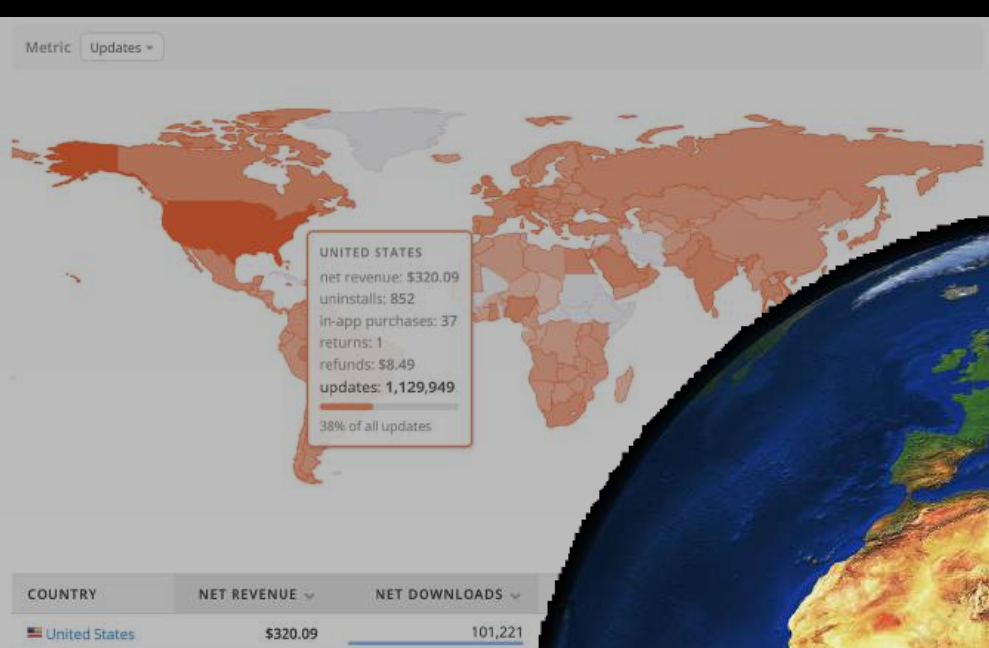 Metric Updates
UNITED STATES
net revenue: $320.09
uninstalls: 852
in-app purchases: 37
returns: 1
refunds: $8.49
updates: 1,129,949
38% of all updates
COUNTRY NET REVENUE NET DOWNLOADS
United States $320.09 101,221